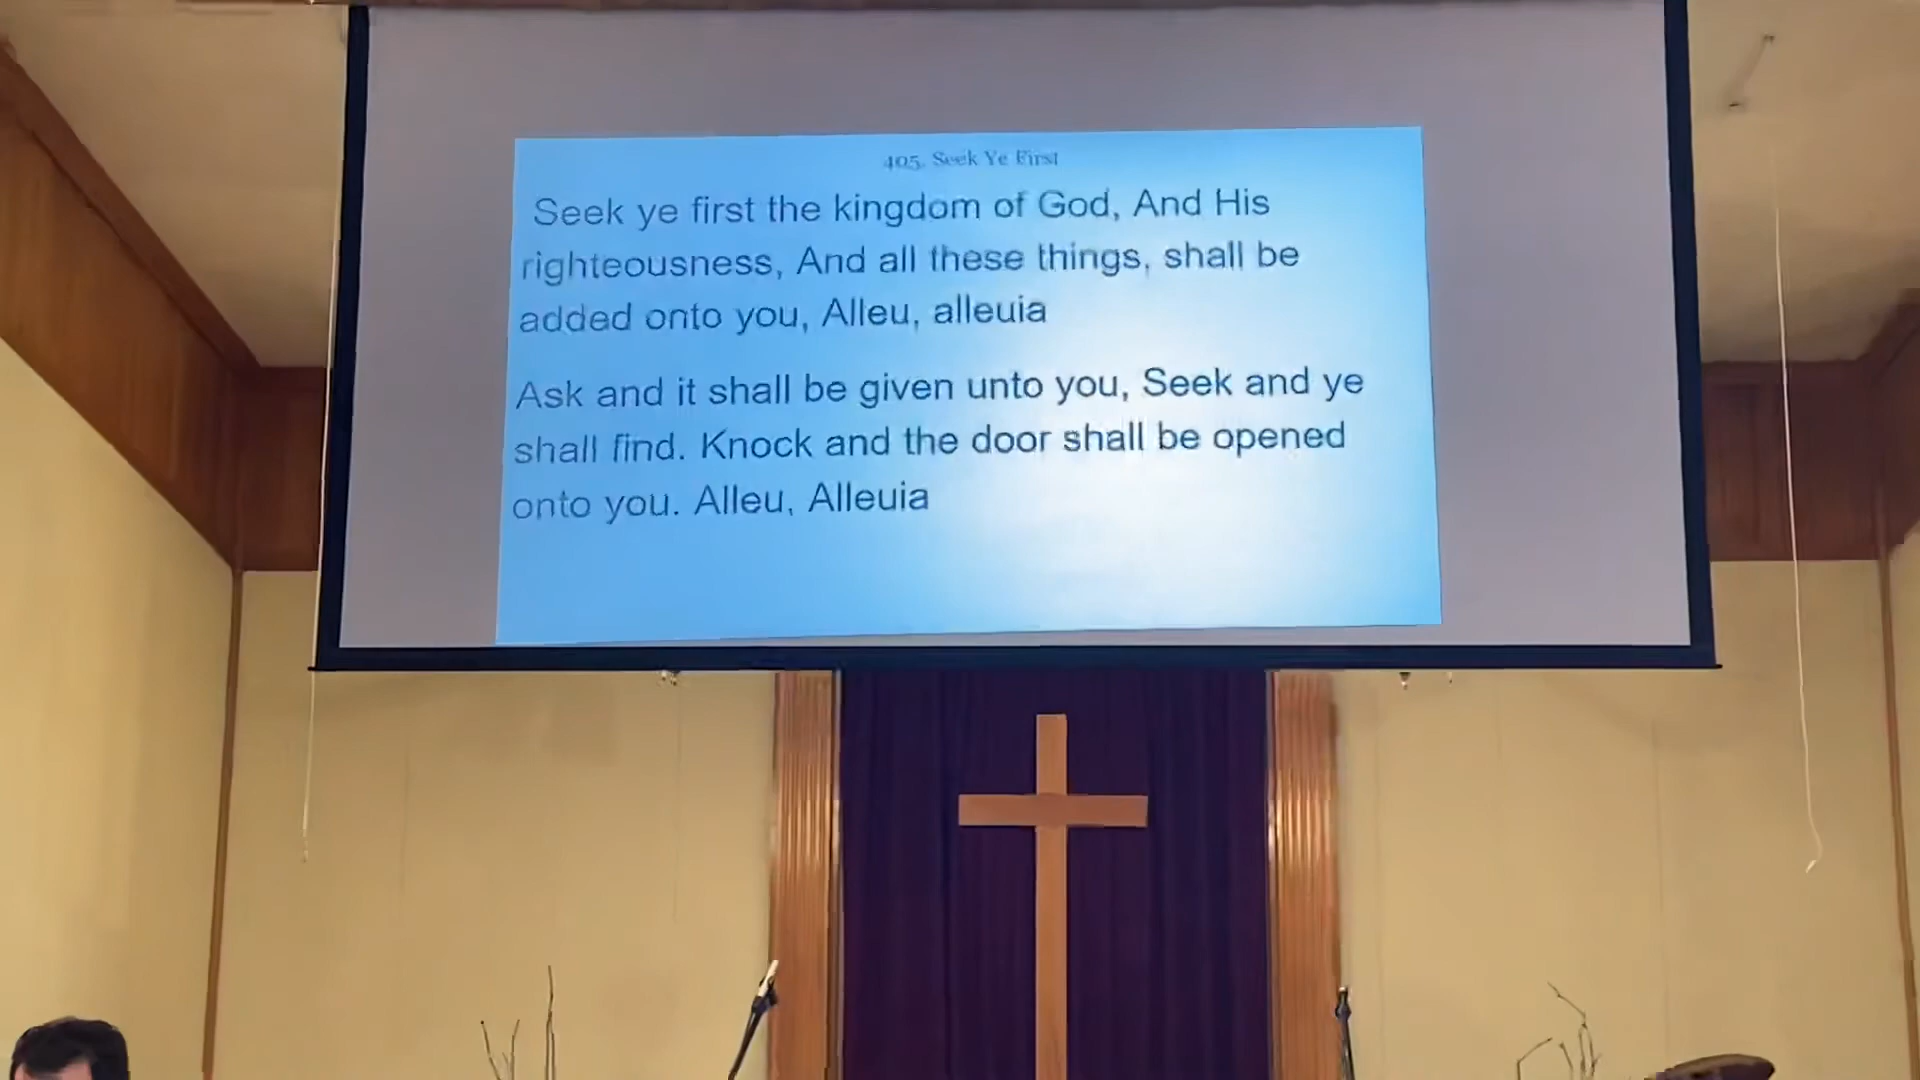 405. Seek Ye First
Seek ye first the kingdom of God, And His
righteousness, And all these things, shall be
added onto you, Alleu, alleuia
Ask and it shall be given unto you, Seek and ye
shall find. Knock and the door shall be opened
onto you. Alleu, Alleuia